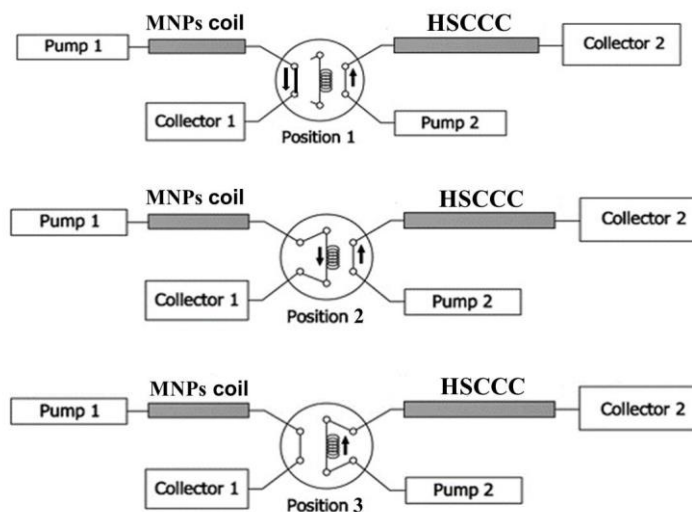 MNPs coil HSCCC
Pump 1 Collector 2
Collector 1 Pump 2
Position 1
MNPs coil HSCCC
Pump 1 Collector 2
Collector 1 Pump 2
Position 2
MNPs coil HSCCC
Pump 1 Collector 2
Collector 1 Pump 2
Position 3